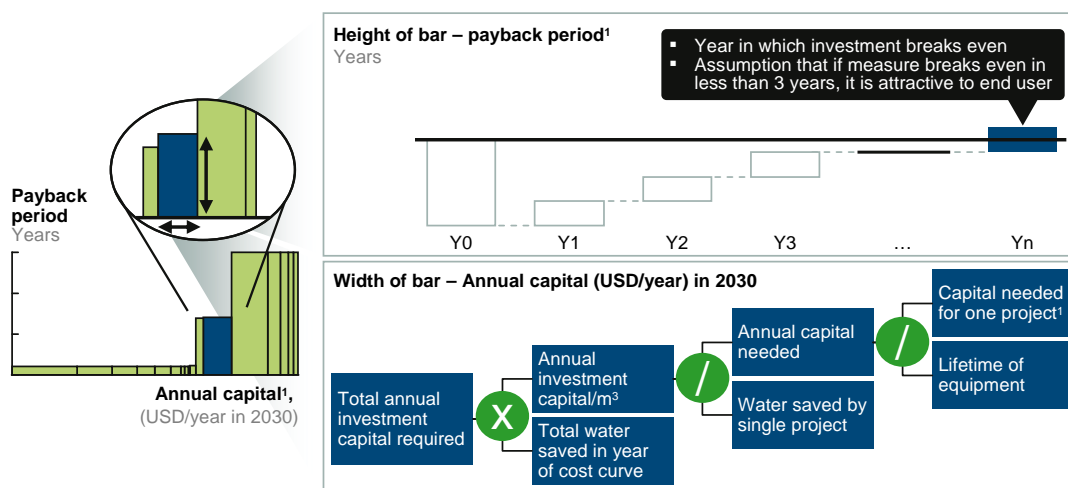 Payback
period
Years
Annual capital¹,
(USD/year in 2030)
Height of bar – payback period¹
Years
▪ Year in which investment breaks even
▪ Assumption that if measure breaks even in
less than 3 years, it is attractive to end user
Y0
Y1
Y2
Y3
…
Yn
Width of bar – Annual capital (USD/year) in 2030
Total annual
investment
capital required
X
Annual
investment
capital/m³
Total water
saved in year
of cost curve
/
Annual capital
needed
Water saved by
single project
/
Capital needed
for one project¹
Lifetime of
equipment